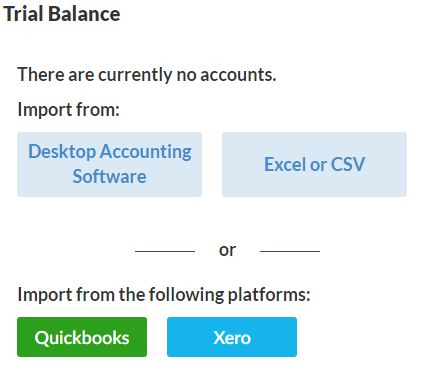 Trial Balance
There are currently no accounts.
Import from:
Desktop Accounting
Software
Excel or CSV
or
Import from the following platforms:
Quickbooks
Xero